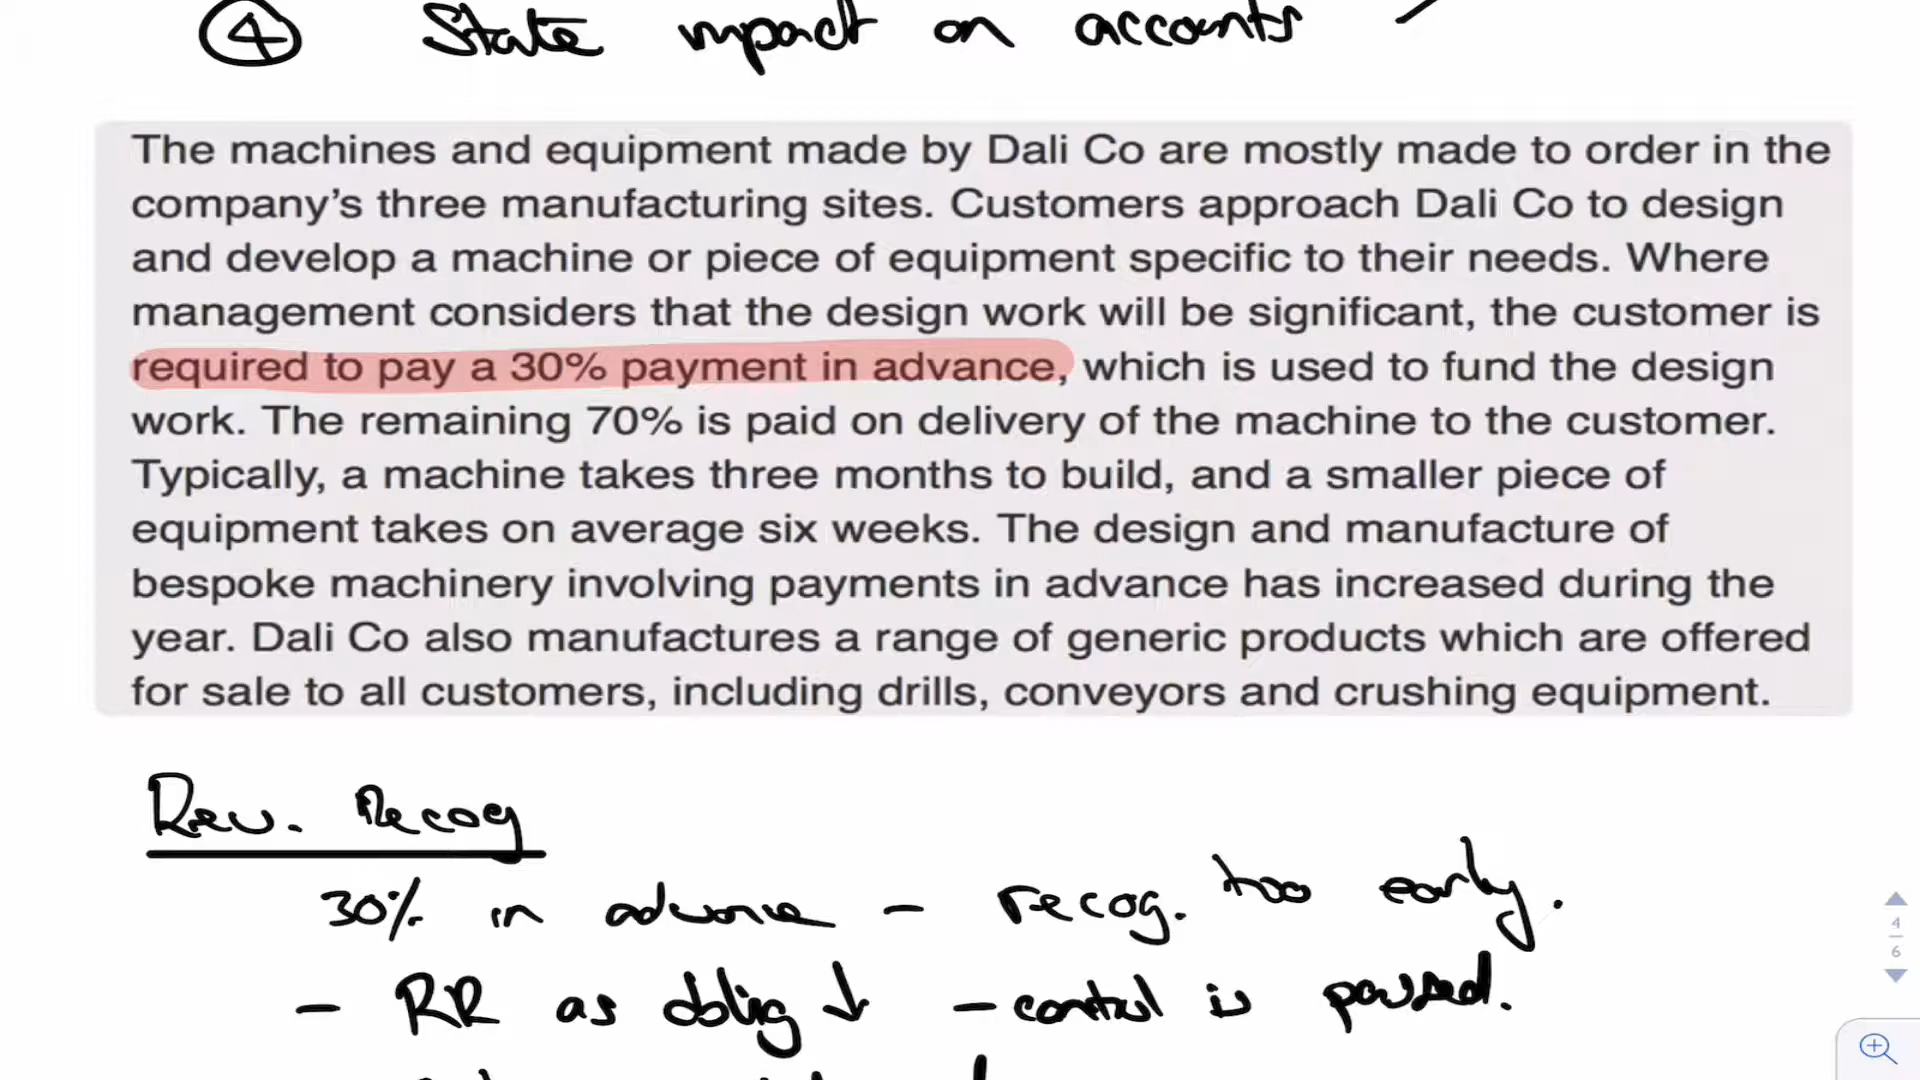 ④ State impact on accounts
The machines and equipment made by Dali Co are mostly made to order in the
company's three manufacturing sites. Customers approach Dali Co to design
and develop a machine or piece of equipment specific to their needs. Where
management considers that the design work will be significant, the customer is
required to pay a 30% payment in advance, which is used to fund the design
work. The remaining 70% is paid on delivery of the machine to the customer.
Typically, a machine takes three months to build, and a smaller piece of
equipment takes on average six weeks. The design and manufacture of
bespoke machinery involving payments in advance has increased during the
year. Dali Co also manufactures a range of generic products which are offered
for sale to all customers, including drills, conveyors and crushing equipment.
Rev. Recog
30% in advance - recog. too early.
- RR as oblig ↓ - control is passed.
4
6